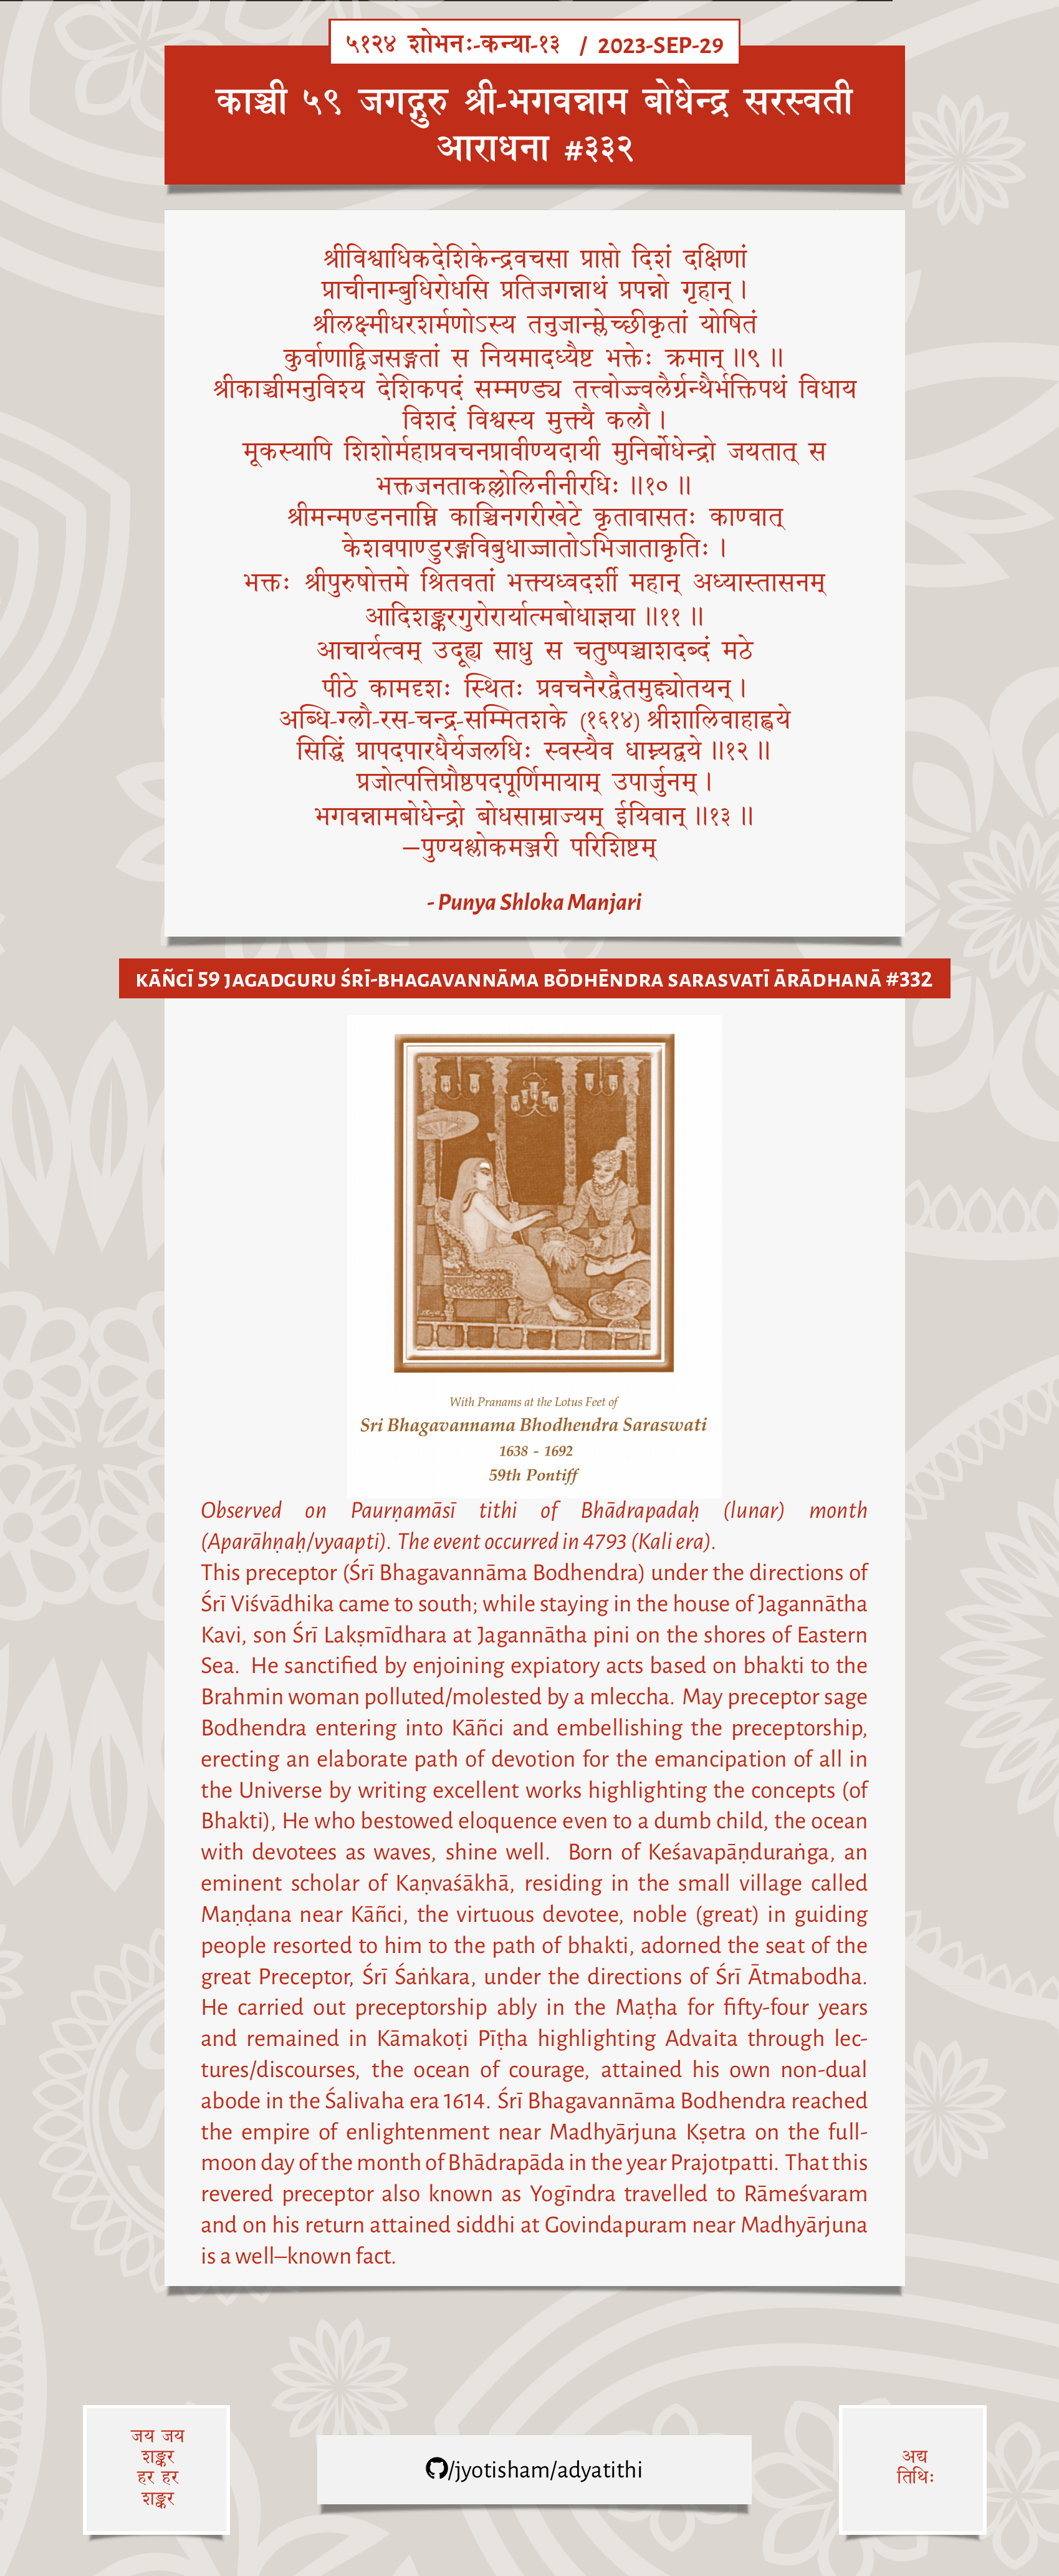 ५१२४ शोभनः-कन्या-१३ / 2023-SEP-29
काञ्ची ५९ जगद्गुरु श्री-भगवन्नाम बोधेन्द्र सरस्वती
आराधना #३३२
श्रीविश्वाधिकदेशिकेन्द्रवचसा प्राप्तो दिशं दक्षिणां
प्राचीनाम्बुधिरोधसि प्रतिजगन्नाथं प्रपन्नो गृहान् ।
श्रीलक्ष्मीधरशर्मणोऽस्य तनुजान्म्लेच्छीकृतां योषितं
कुर्वाणाद्विजसङ्गतां स नियमादध्यैष्ट भक्तेः क्रमान् ॥९ ॥
श्रीकाञ्चीमनुविश्य देशिकपदं सम्मण्ड्य तत्त्वोज्ज्वलैर्ग्रन्थैर्भक्तिपथं विधाय
विशदं विश्वस्य मुक्त्यै कलौ ।
मूकस्यापि शिशोर्महाप्रवचनप्रावीण्यदायी मुनिर्बोधेन्द्रो जयतात् स
भक्तजनताकल्लोलिनीनीरधिः ॥१० ॥
श्रीमन्मण्डननाम्नि काञ्चिनगरीखेटे कृतावासतः काण्वात्
केशवपाण्डुरङ्गविबुधाज्जातोऽभिजाताकृतिः ।
भक्तः श्रीपुरुषोत्तमे श्रितवतां भक्त्यध्वदर्शी महान् अध्यास्तासनम्
आदिशङ्करगुरोरार्यात्मबोधाज्ञया ॥११ ॥
आचार्यत्वम् उदूह्य साधु स चतुष्पञ्चाशदब्दं मठे
पीठे कामदृशः स्थितः प्रवचनैरद्वैतमुद्द्योतयन् ।
अब्धि-ग्लौ-रस-चन्द्र-सम्मितशके (१६१४) श्रीशालिवाहाह्वये
सिद्धिं प्रापदपारधैर्यजलधिः स्वस्यैव धाम्न्यद्वये ॥१२ ॥
प्रजोत्पत्तिप्रौष्ठपदपूर्णिमायाम् उपार्जुनम् ।
भगवन्नामबोधेन्द्रो बोधसाम्राज्यम् ईयिवान् ॥१३ ॥
—पुण्यश्लोकमञ्जरी परिशिष्टम्
- Punya Shloka Manjari
KĀÑCĪ 59 JAGADGURU ŚRĪ-BHAGAVANNĀMA BŌDHĒNDRA SARASVATĪ ĀRĀDHANĀ #332
With Pranams at the Lotus Feet of
Sri Bhagavannama Bhodhendra Saraswati
1638 - 1692
59th Pontiff
Observed on Paurṇamāsī tithi of Bhādrapadaḥ (lunar) month
(Aparāhṇaḥ/vyaapti). The event occurred in 4793 (Kali era).
This preceptor (Śrī Bhagavannāma Bodhendra) under the directions of
Śrī Viśvādhika came to south; while staying in the house of Jagannātha
Kavi, son Śrī Lakṣmīdhara at Jagannātha pini on the shores of Eastern
Sea. He sanctified by enjoining expiatory acts based on bhakti to the
Brahmin woman polluted/molested by a mleccha. May preceptor sage
Bodhendra entering into Kāñci and embellishing the preceptorship,
erecting an elaborate path of devotion for the emancipation of all in
the Universe by writing excellent works highlighting the concepts (of
Bhakti), He who bestowed eloquence even to a dumb child, the ocean
with devotees as waves, shine well. Born of Keśavapāṇduraṅga, an
eminent scholar of Kaṇvaśākhā, residing in the small village called
Maṇḍana near Kāñci, the virtuous devotee, noble (great) in guiding
people resorted to him to the path of bhakti, adorned the seat of the
great Preceptor, Śrī Śaṅkara, under the directions of Śrī Ātmabodha.
He carried out preceptorship ably in the Maṭha for fifty-four years
and remained in Kāmakoṭi Pīṭha highlighting Advaita through lec-
tures/discourses, the ocean of courage, attained his own non-dual
abode in the Śalivaha era 1614. Śrī Bhagavannāma Bodhendra reached
the empire of enlightenment near Madhyārjuna Kṣetra on the full-
moon day of the month of Bhādrapāda in the year Prajotpatti. That this
revered preceptor also known as Yogīndra travelled to Rāmeśvaram
and on his return attained siddhi at Govindapuram near Madhyārjuna
is a well–known fact.
जय जय
शङ्कर
हर हर
शङ्कर
/jyotisham/adyatithi
अद्य
तिथिः